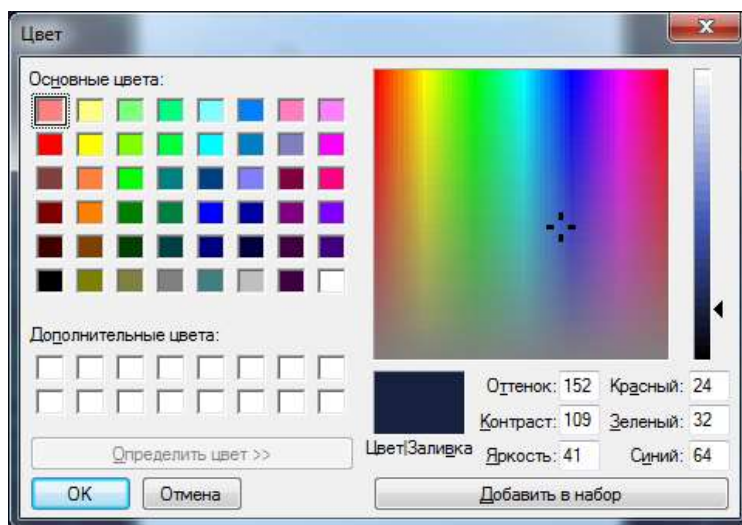 Цвет
Основные цвета:
Дополнительные цвета:
Определить цвет >>
ОК
Отмена
Цвет|Заливка
Оттенок: 152
Контраст: 109
Яркость: 41
Красный: 24
Зеленый: 32
Синий: 64
Добавить в набор